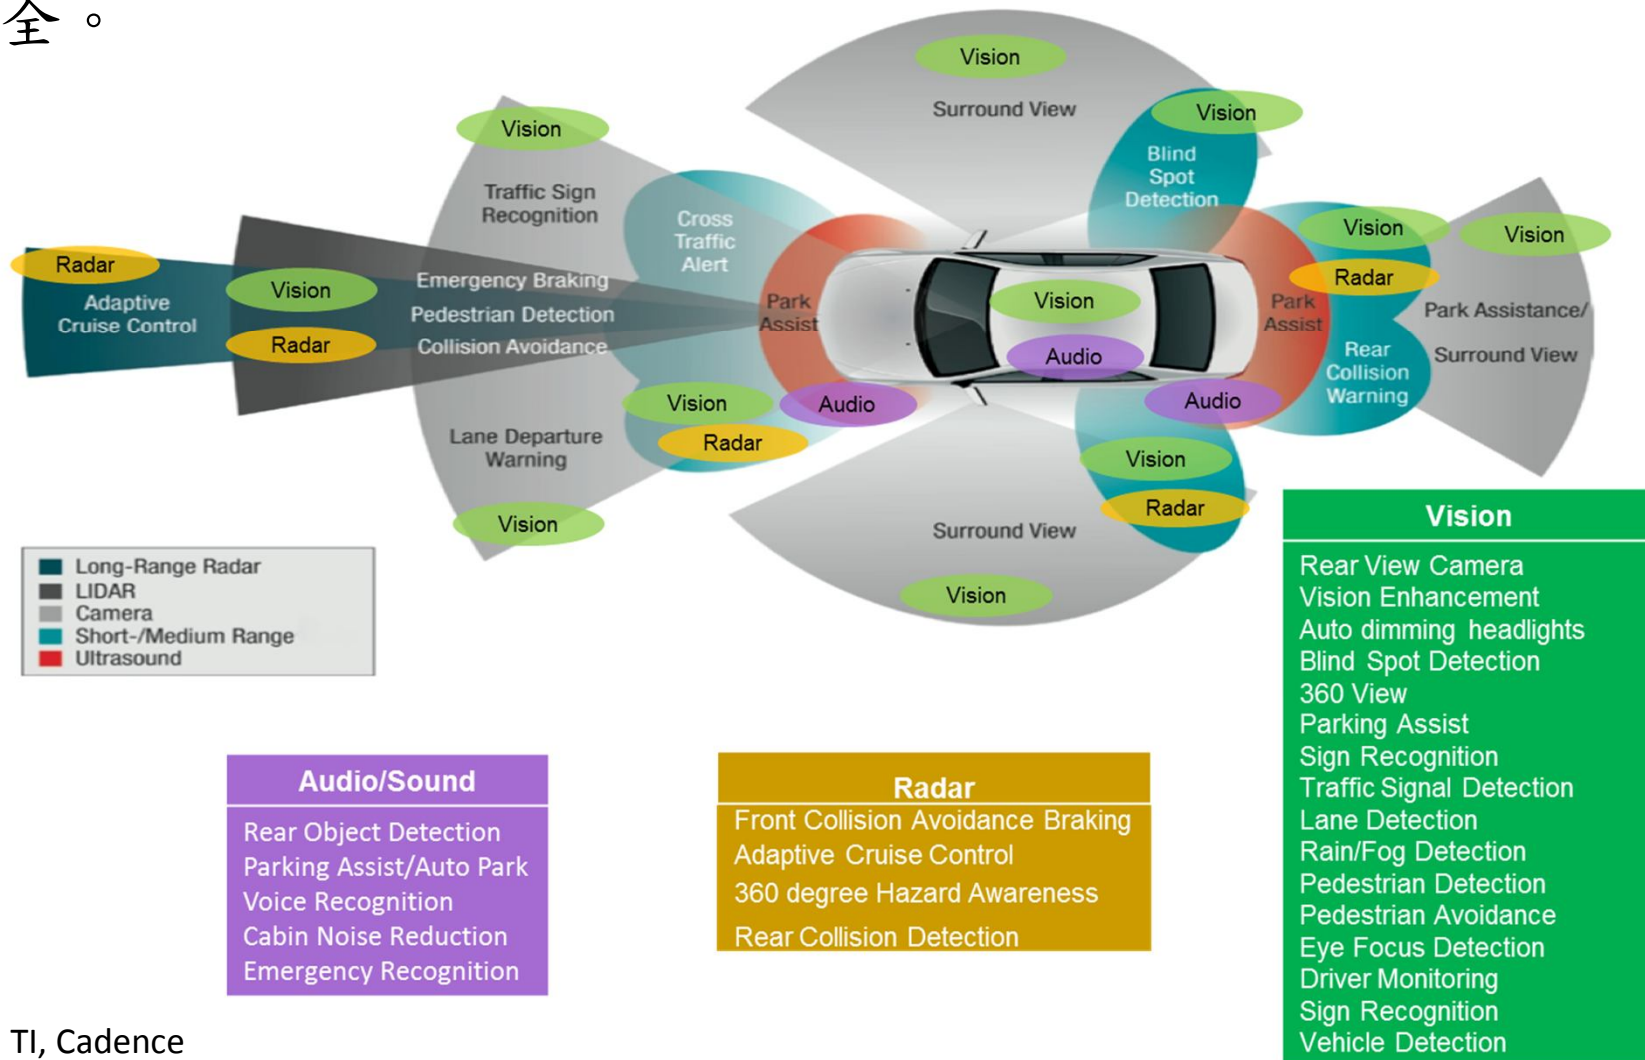 全。
Vision
Surround View
Vision
Blind
Spot
Detection
Vision
Traffic Sign
Recognition
Cross
Traffic
Alert
Vision
Vision
Radar
Radar
Adaptive
Cruise Control
Vision
Radar
Emergency Braking
Pedestrian Detection
Collision Avoidance
Park
Assist
Vision
Audio
Park
Assist
Park Assistance/
Surround View
Rear
Collision
Warning
Vision
Radar
Audio
Audio
Lane Departure
Warning
Vision
Vision
Radar
Surround View
Vision
Long-Range Radar
LIDAR
Camera
Short-/Medium Range
Ultrasound
Audio/Sound
Rear Object Detection
Parking Assist/Auto Park
Voice Recognition
Cabin Noise Reduction
Emergency Recognition
Radar
Front Collision Avoidance Braking
Adaptive Cruise Control
360 degree Hazard Awareness
Rear Collision Detection
Vision
Rear View Camera
Vision Enhancement
Auto dimming headlights
Blind Spot Detection
360 View
Parking Assist
Sign Recognition
Traffic Signal Detection
Lane Detection
Rain/Fog Detection
Pedestrian Detection
Pedestrian Avoidance
Eye Focus Detection
Driver Monitoring
Sign Recognition
Vehicle Detection
TI, Cadence